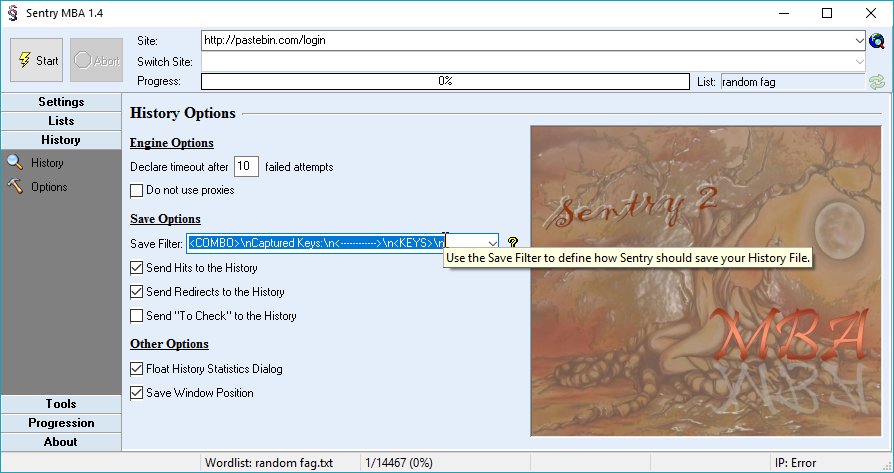 Sentry MBA 1.4
Start
Abort
Site: http://pastebin.com/login
Switch Site:
Progress: 0% List: random fag
Settings
Lists
History
History
Options
Tools
Progression
About
History Options
Engine Options
Declare timeout after 10 failed attempts
Do not use proxies
Save Options
Save Filter: <COMBO>\nCaptured Keys:\n<----------->\n<KEYS>\n ?
Use the Save Filter to define how Sentry should save your History File.
Send Hits to the History
Send Redirects to the History
Send "To Check" to the History
Other Options
Float History Statistics Dialog
Save Window Position
Sentry 2
MBA
Wordlist: random fag.txt 1/14467 (0%) IP: Error